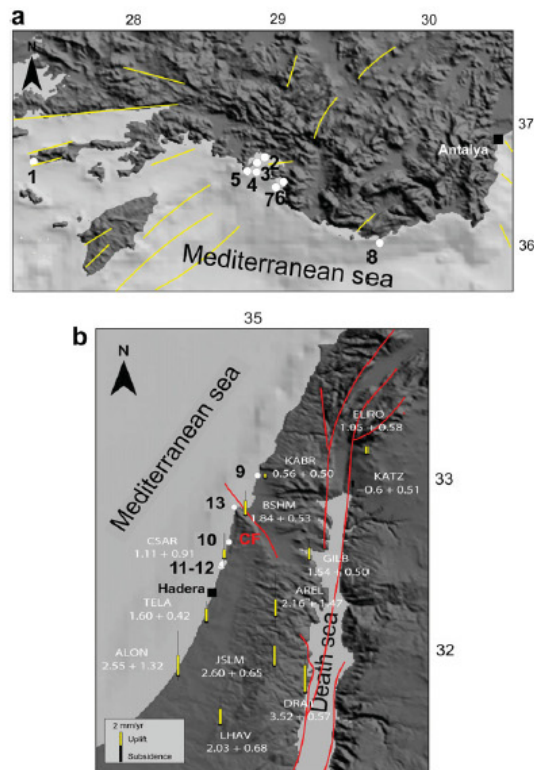 a
28 29 30
N
37
Antalya
1
2
3
5 4
7 6
8
36
Mediterranean sea
b
35
N
Mediterranean sea
ELRO
1.05 + 0.58
KABR
0.56 + 0.50
KATZ
0.6 + 0.51
9
33
13
BSHM
1.84 + 0.53
CF
10
CSAR
1.11 + 0.91
GILB
1.54 + 0.50
11-12
Hadera
AREL
TELA
1.60 + 0.42
ALON
2.55 + 1.32
JSLM
2.60 + 0.65
32
Death sea
3.52 + 0.57
LHAV
2.03 + 0.68
2 mm/yr
Uplift
Subsidence